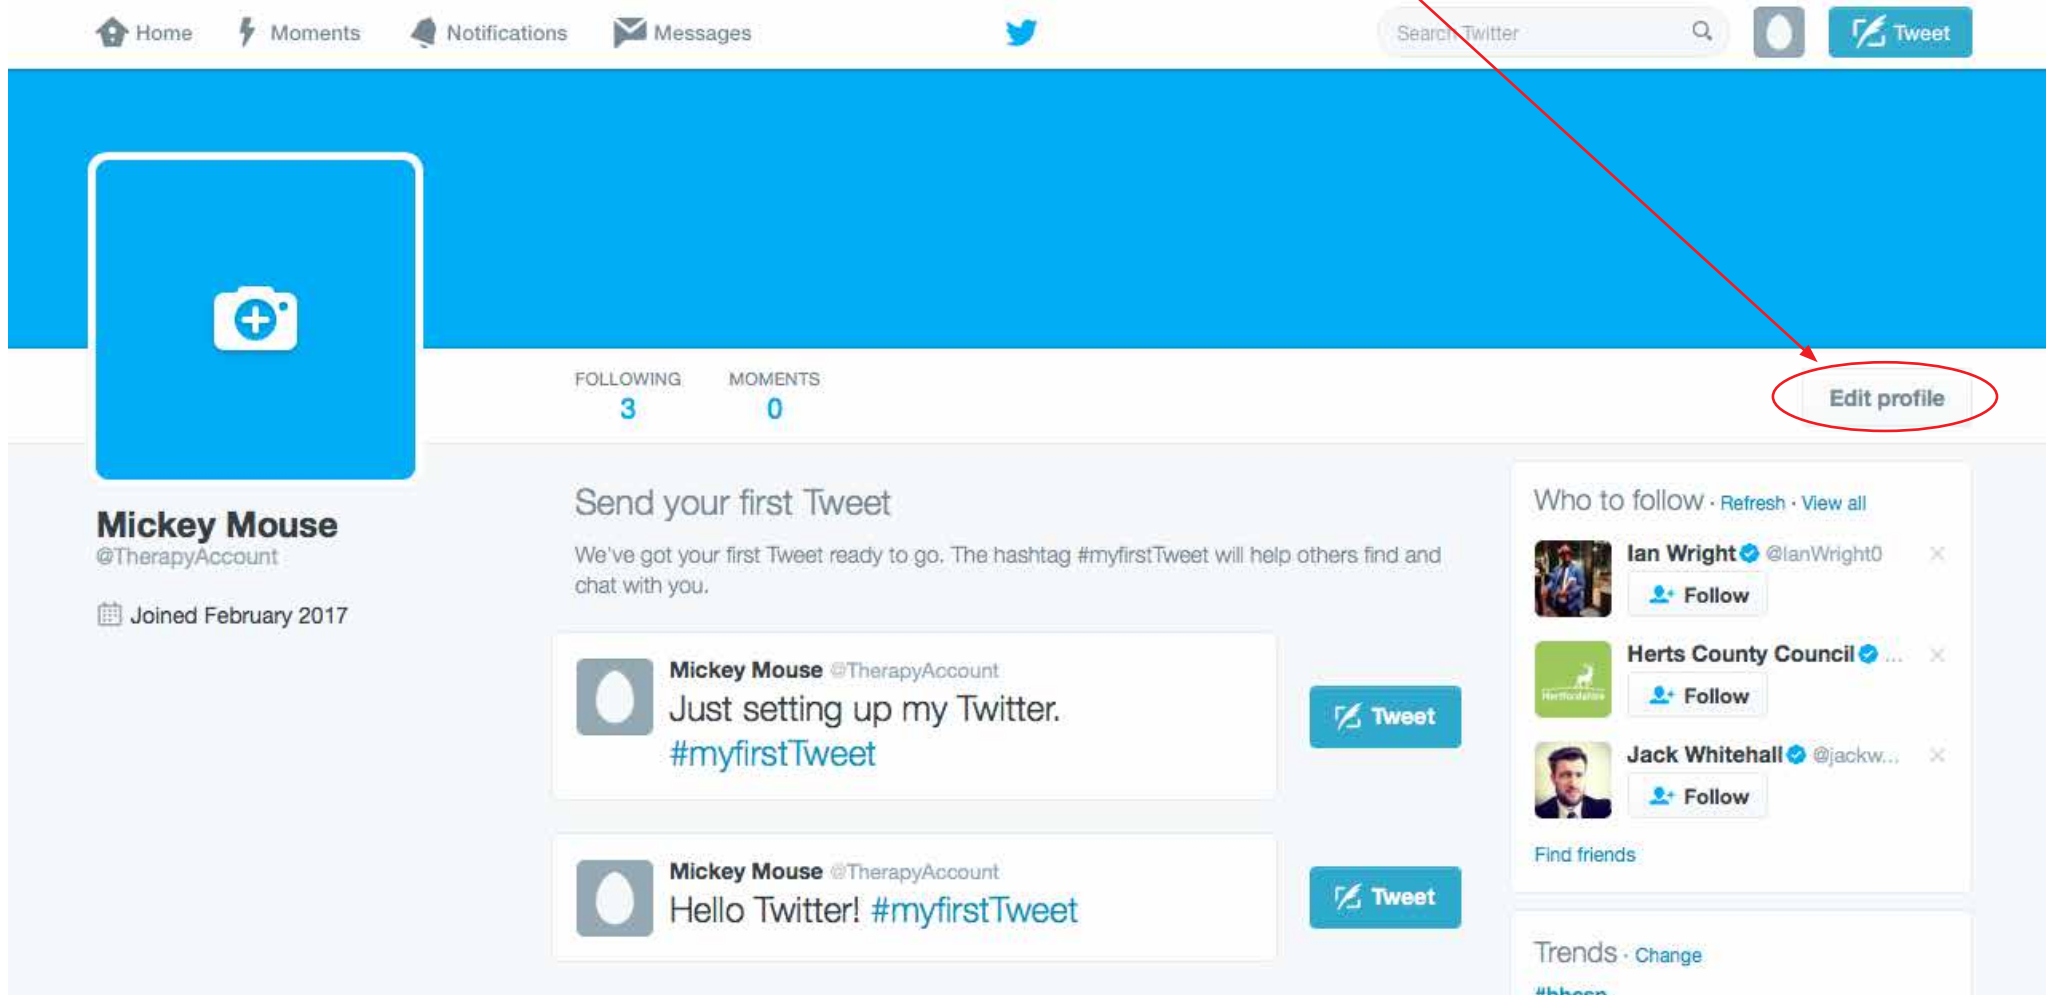 Home Moments Notifications Messages Search Twitter Tweet
FOLLOWING MOMENTS
3 0
Edit profile
Mickey Mouse
@TherapyAccount
Joined February 2017
Send your first Tweet
We've got your first Tweet ready to go. The hashtag #myfirstTweet will help others find and
chat with you.
Mickey Mouse @TherapyAccount
Just setting up my Twitter.
#myfirstTweet
Tweet
Mickey Mouse @TherapyAccount
Hello Twitter! #myfirstTweet
Tweet
Who to follow · Refresh · View all
Ian Wright @IanWright0
Follow
Herts County Council ...
Hertfordshire
Follow
Jack Whitehall @jackw...
Follow
Find friends
Trends · Change